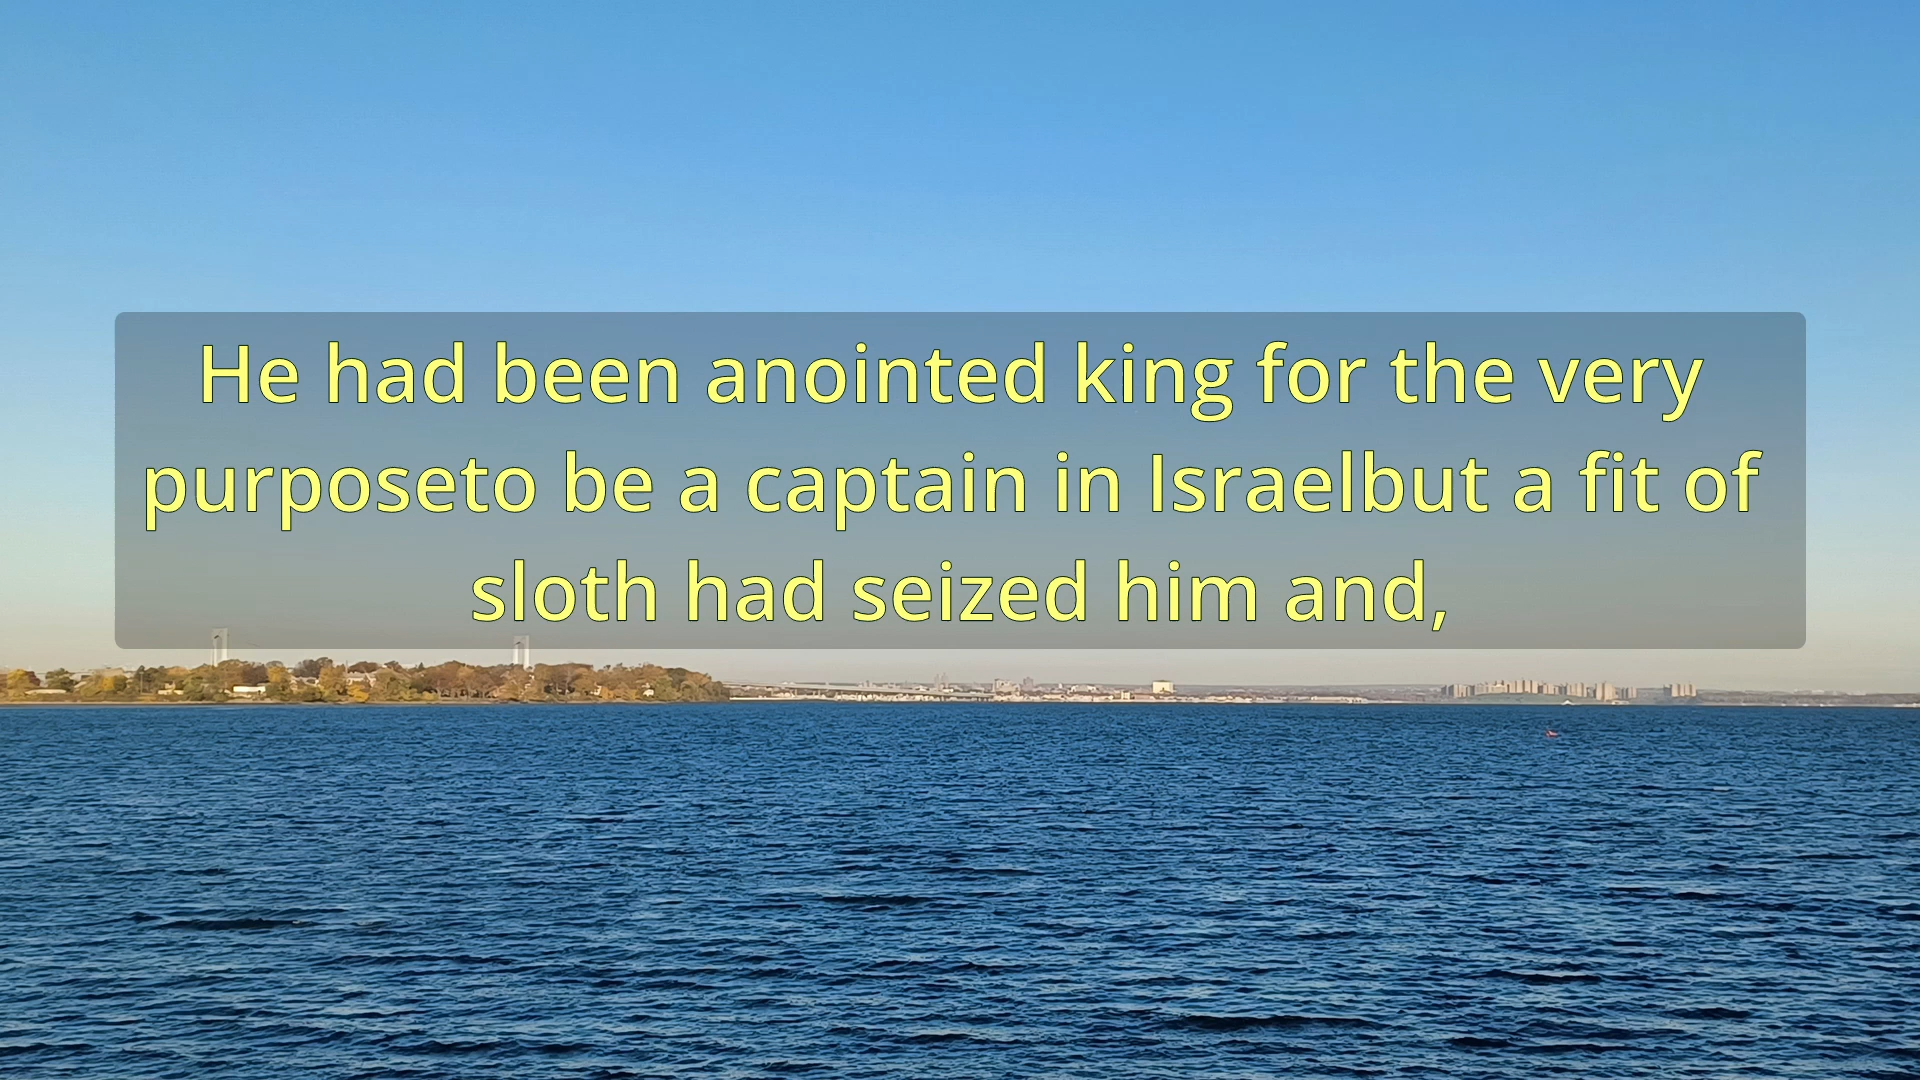 He had been anointed king for the very
purposeto be a captain in Israelbut a fit of
sloth had seized him and,